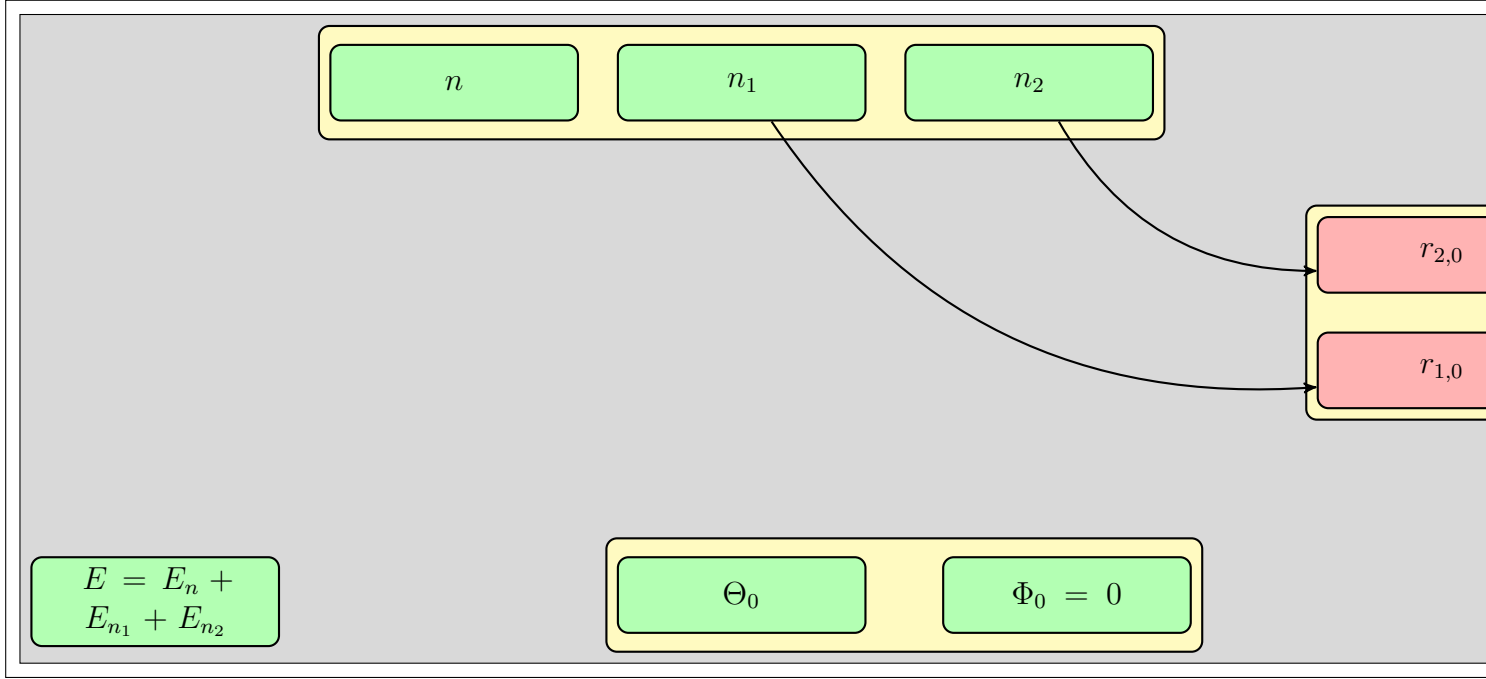 n
n₁
n₂
r₂,₀
r₁,₀
E = Eₙ +
Eₙ₁ + Eₙ₂
Θ₀
Φ₀ = 0